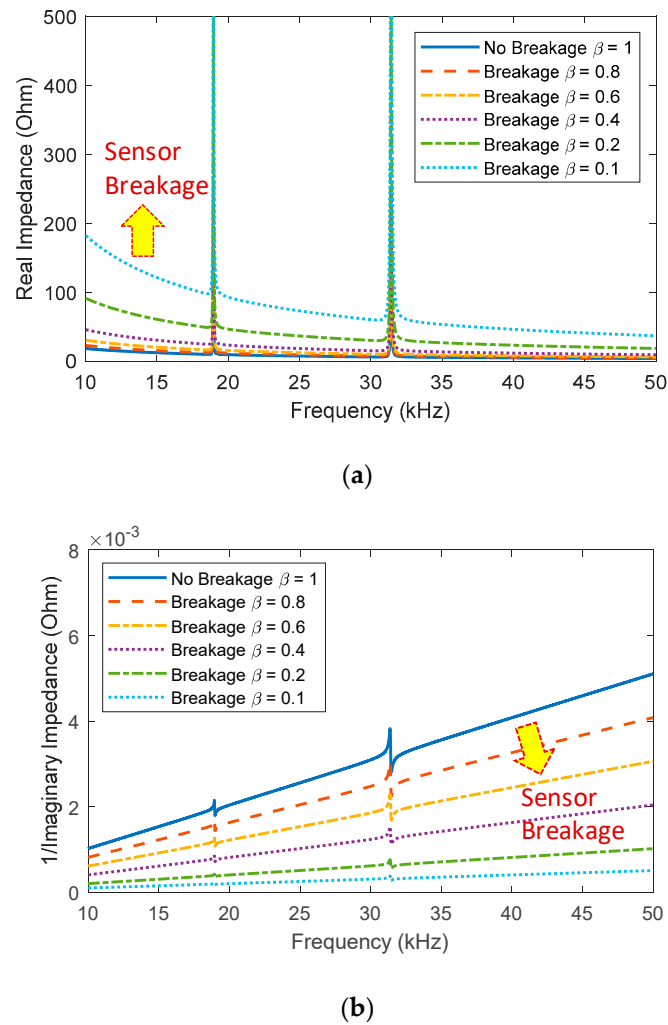 500
400
300
200
100
0
Real Impedance (Ohm)
No Breakage β = 1
Breakage β = 0.8
Breakage β = 0.6
Breakage β = 0.4
Breakage β = 0.2
Breakage β = 0.1
Sensor
Breakage
10 15 20 25 30 35 40 45 50
Frequency (kHz)
(a)
×10⁻³
8
6
4
2
0
1/Imaginary Impedance (Ohm)
No Breakage β = 1
Breakage β = 0.8
Breakage β = 0.6
Breakage β = 0.4
Breakage β = 0.2
Breakage β = 0.1
Sensor
Breakage
10 15 20 25 30 35 40 45 50
Frequency (kHz)
(b)